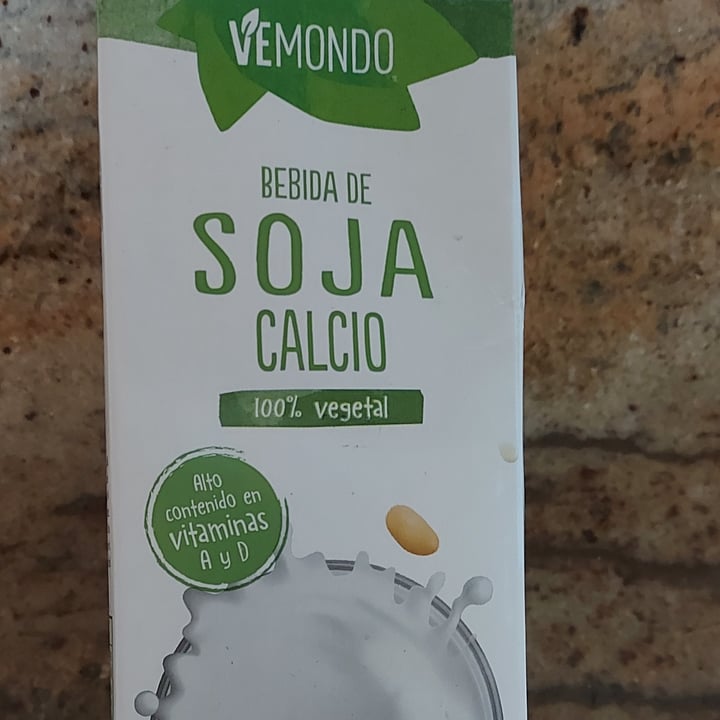 VEMONDO
BEBIDA DE
SOJA
CALCIO
100% vegetal
Alto
contenido en
vitaminas
A y D